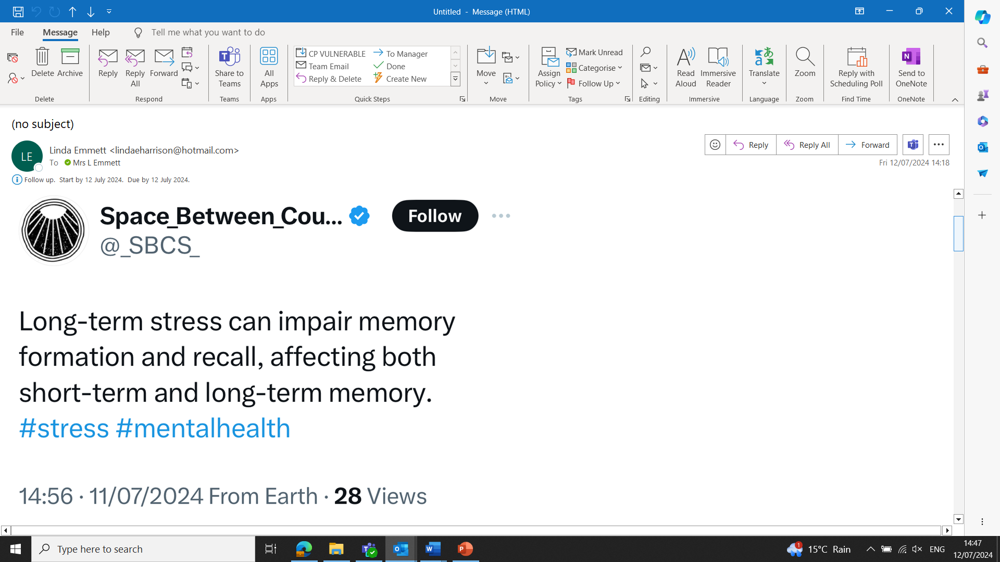 Untitled - Message (HTML)
File Message Help Tell me what you want to do
Delete Archive
Reply Reply All Forward
Share to Teams
All Apps
CP VULNERABLE To Manager
Team Email Done
Reply & Delete Create New
Move
Assign Policy
Mark Unread
Categorise
Follow Up
Read Aloud Immersive Reader
Translate
Zoom
Reply with Scheduling Poll
Send to OneNote
Delete Respond Teams Apps Quick Steps Move Tags Editing Immersive Language Zoom Find Time OneNote
(no subject)
LE
Linda Emmett <lindaeharrison@hotmail.com>
To Mrs L Emmett
Reply Reply All Forward
Fri 12/07/2024 14:18
Follow up. Start by 12 July 2024. Due by 12 July 2024.
Space_Between_Cou... Follow
@_SBCS_
Long-term stress can impair memory
formation and recall, affecting both
short-term and long-term memory.
#stress #mentalhealth
14:56 · 11/07/2024 From Earth · 28 Views
Type here to search
1
15°C Rain
ENG
14:47
12/07/2024